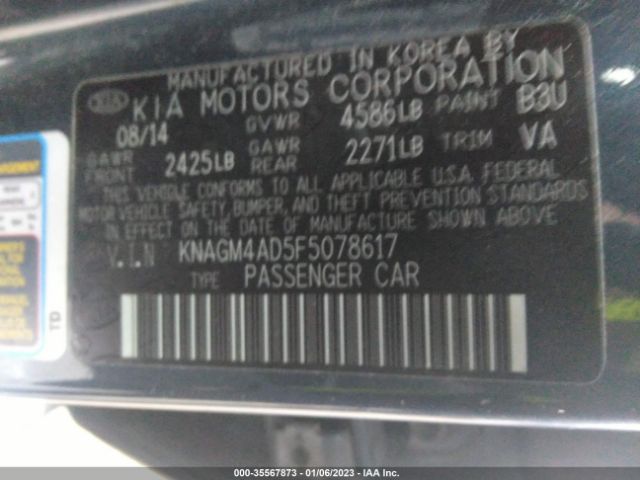 MANUFACTURED IN KOREA BY
KIA KIA MOTORS CORPORATION
08/14 GVWR 4586LB PAINT B3U
GAWR FRONT 2425LB GAWR REAR 2271LB TRIM VA
THIS VEHICLE CONFORMS TO ALL APPLICABLE U.S.A. FEDERAL
MOTOR VEHICLE SAFETY, BUMPER, AND THEFT PREVENTION STANDARDS
IN EFFECT ON THE DATE OF MANUFACTURE SHOWN ABOVE
V.I.N KNAGM4AD5F5078617
TYPE PASSENGER CAR
TD
000-35567873 - 01/06/2023 - IAA Inc.